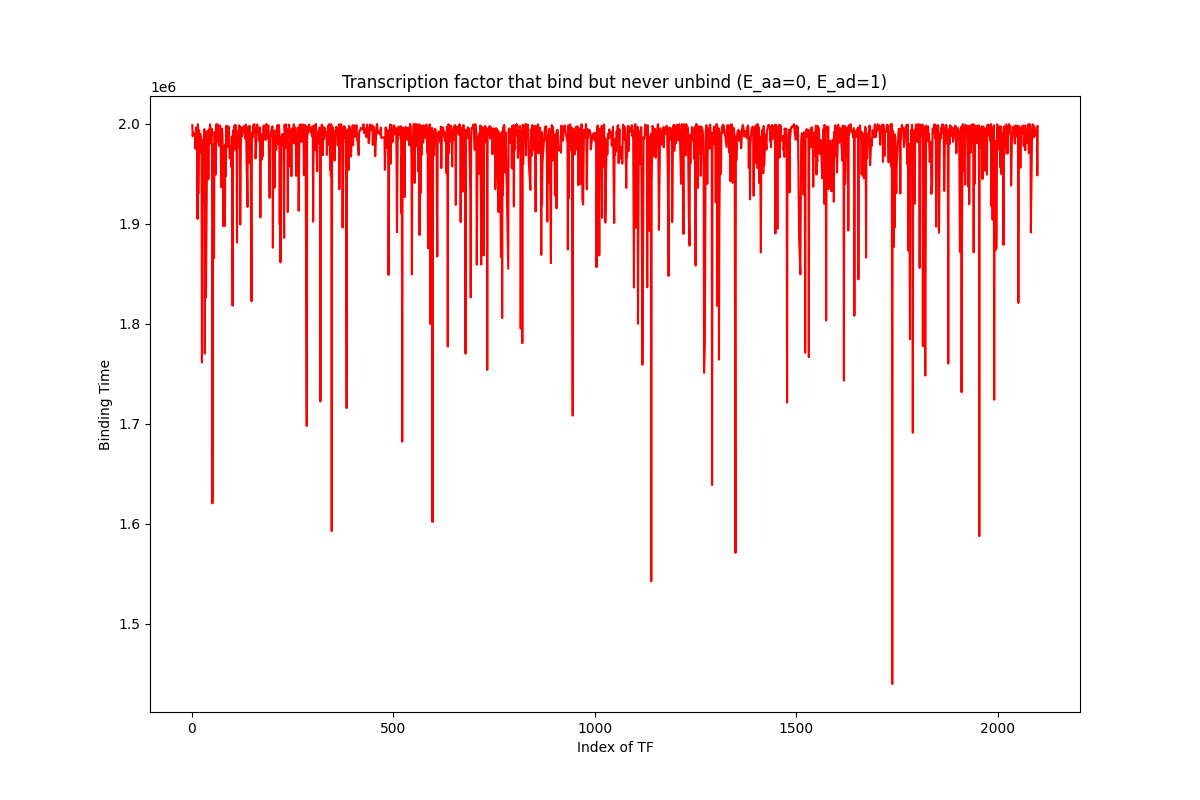 Transcription factor that bind but never unbind (E_aa=0, E_ad=1)
1e6
2.0
1.9
1.8
1.7
1.6
1.5
Binding Time
0
500
1000
1500
2000
Index of TF